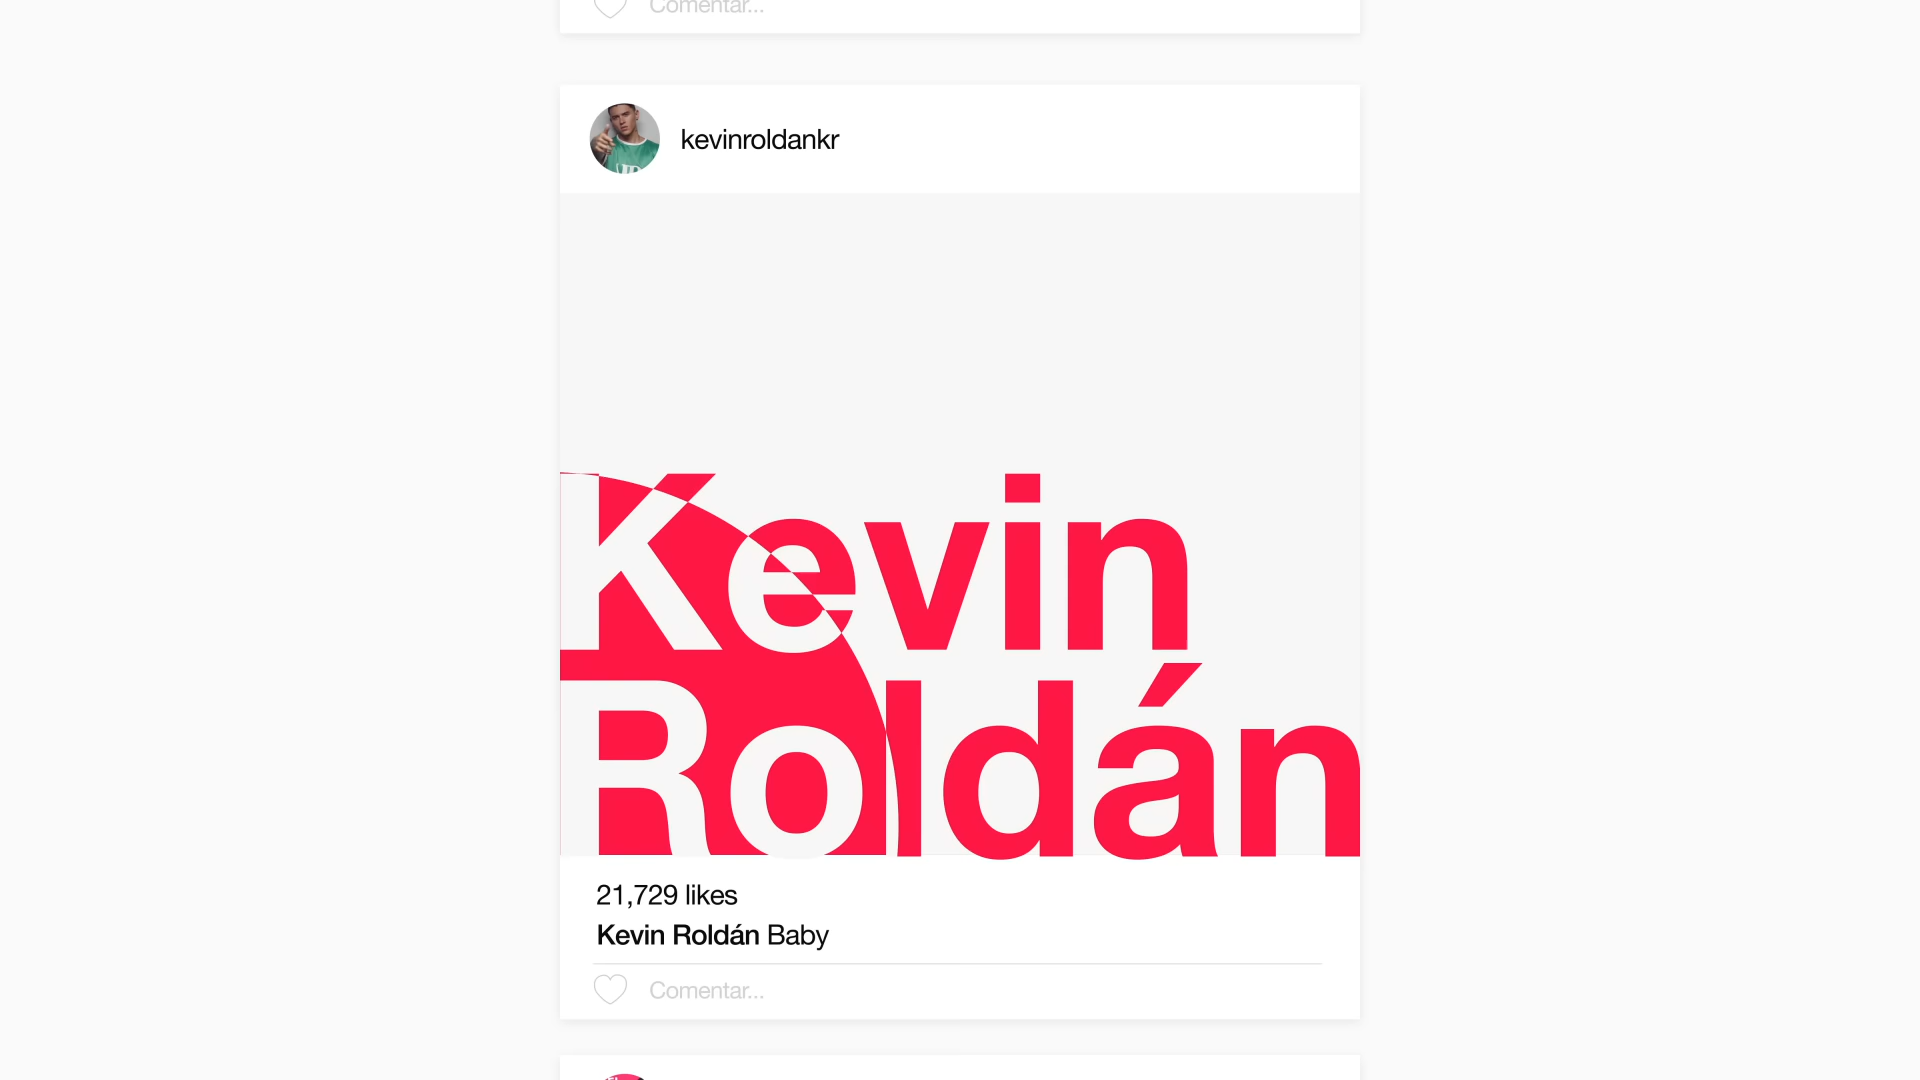 Comentar...
kevinroldankr
Kevin
Roldán
21,729 likes
Kevin Roldán Baby
Comentar...